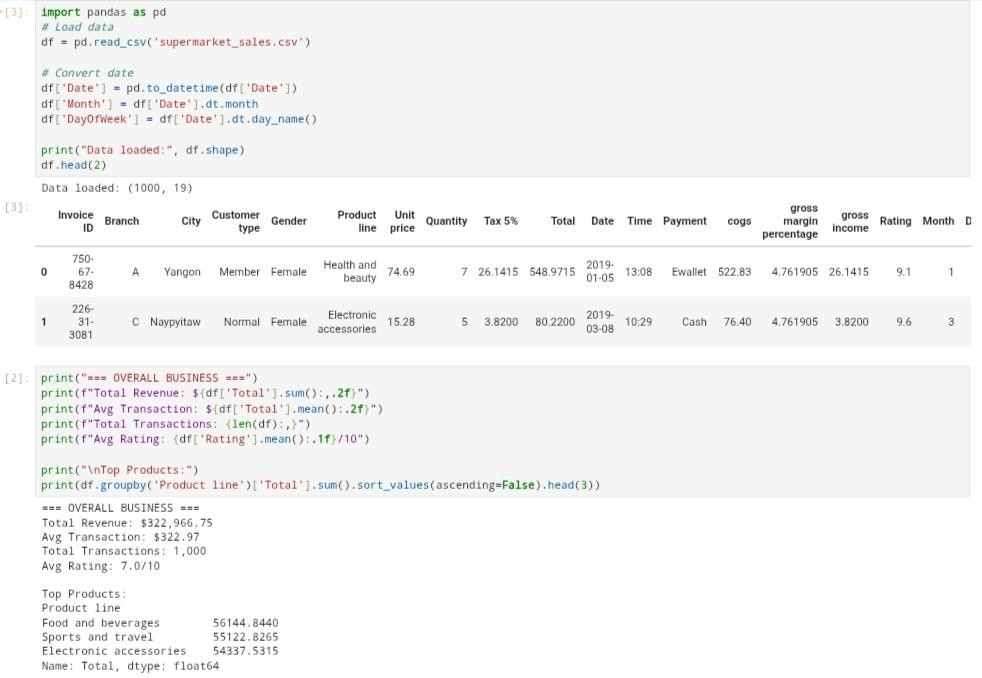 [3]:
import pandas as pd
# Load data
df = pd.read_csv('supermarket_sales.csv')
# Convert date
df['Date'] = pd.to_datetime(df['Date'])
df['Month'] = df['Date'].dt.month
df['DayOfWeek'] = df['Date'].dt.day_name()
print("Data loaded:", df.shape)
df.head(2)
Data loaded: (1000, 19)
[3]:
Invoice ID Branch City Customer type Gender Product line Unit price Quantity Tax 5% Total Date Time Payment cogs gross margin percentage gross income Rating Month D
0 750-67-8428 A Yangon Member Female Health and beauty 74.69 7 26.1415 548.9715 2019-01-05 13:08 Ewallet 522.83 4.761905 26.1415 9.1 1
1 226-31-3081 C Naypyitaw Normal Female Electronic accessories 15.28 5 3.8200 80.2200 2019-03-08 10:29 Cash 76.40 4.761905 3.8200 9.6 3
[2]:
print("=== OVERALL BUSINESS ===")
print(f"Total Revenue: ${df['Total'].sum():,.2f}")
print(f"Avg Transaction: ${df['Total'].mean():.2f}")
print(f"Total Transactions: {len(df):,}")
print(f"Avg Rating: {df['Rating'].mean():.1f}/10")
print("\nTop Products:")
print(df.groupby('Product line')['Total'].sum().sort_values(ascending=False).head(3))
=== OVERALL BUSINESS ===
Total Revenue: $322,966.75
Avg Transaction: $322.97
Total Transactions: 1,000
Avg Rating: 7.0/10
Top Products:
Product line
Food and beverages 56144.8440
Sports and travel 55122.8265
Electronic accessories 54337.5315
Name: Total, dtype: float64